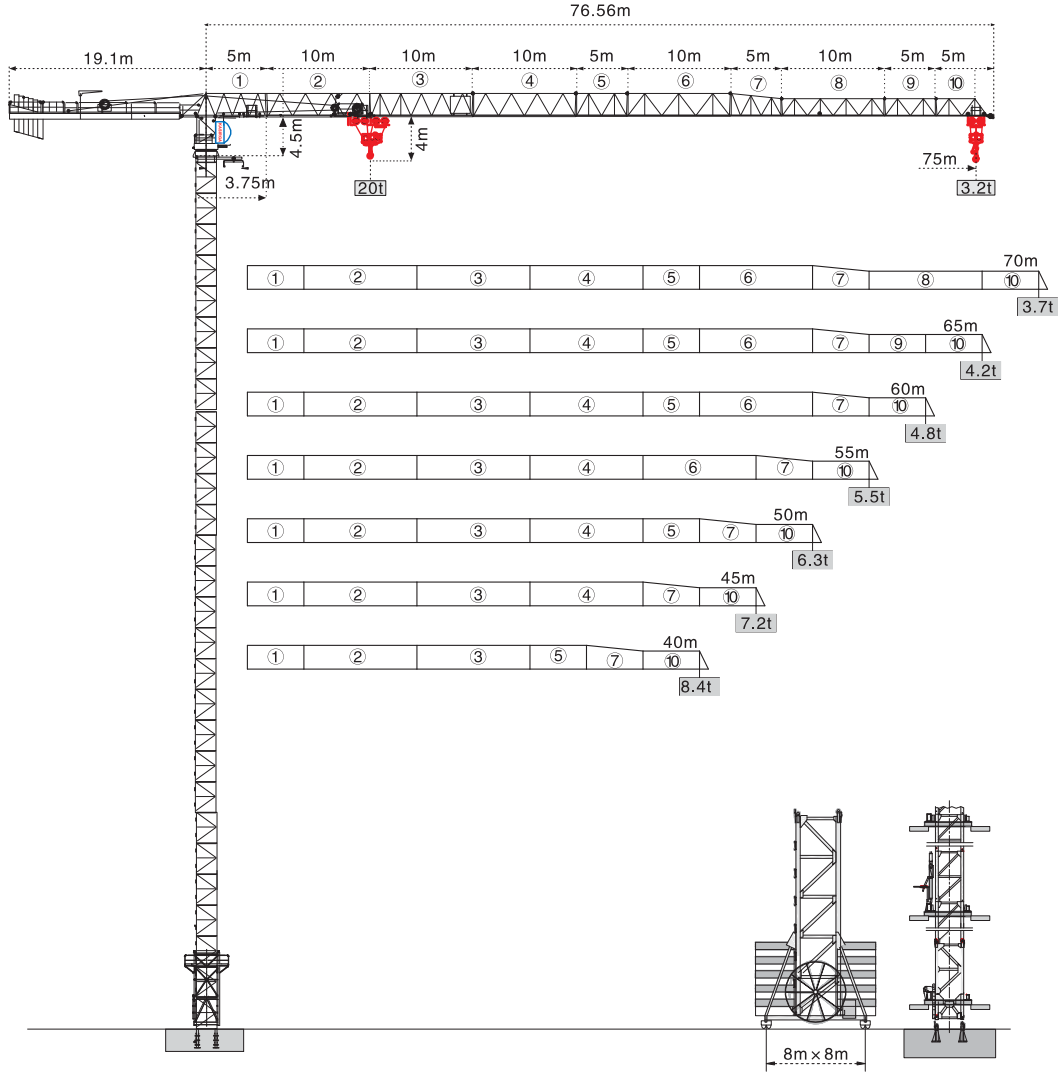 76.56m
19.1m 5m 10m 10m 10m 5m 10m 5m 10m 5m 5m
① ② ③ ④ ⑤ ⑥ ⑦ ⑧ ⑨ ⑩
4.5m
4m
3.75m
20t
75m
3.2t
70m
① ② ③ ④ ⑤ ⑥ ⑦ ⑧ ⑩
3.7t
65m
① ② ③ ④ ⑤ ⑥ ⑦ ⑨ ⑩
4.2t
60m
① ② ③ ④ ⑤ ⑥ ⑦ ⑩
4.8t
55m
① ② ③ ④ ⑥ ⑦ ⑩
5.5t
50m
① ② ③ ④ ⑤ ⑦ ⑩
6.3t
45m
① ② ③ ④ ⑦ ⑩
7.2t
40m
① ② ③ ⑤ ⑦ ⑩
8.4t
8m×8m